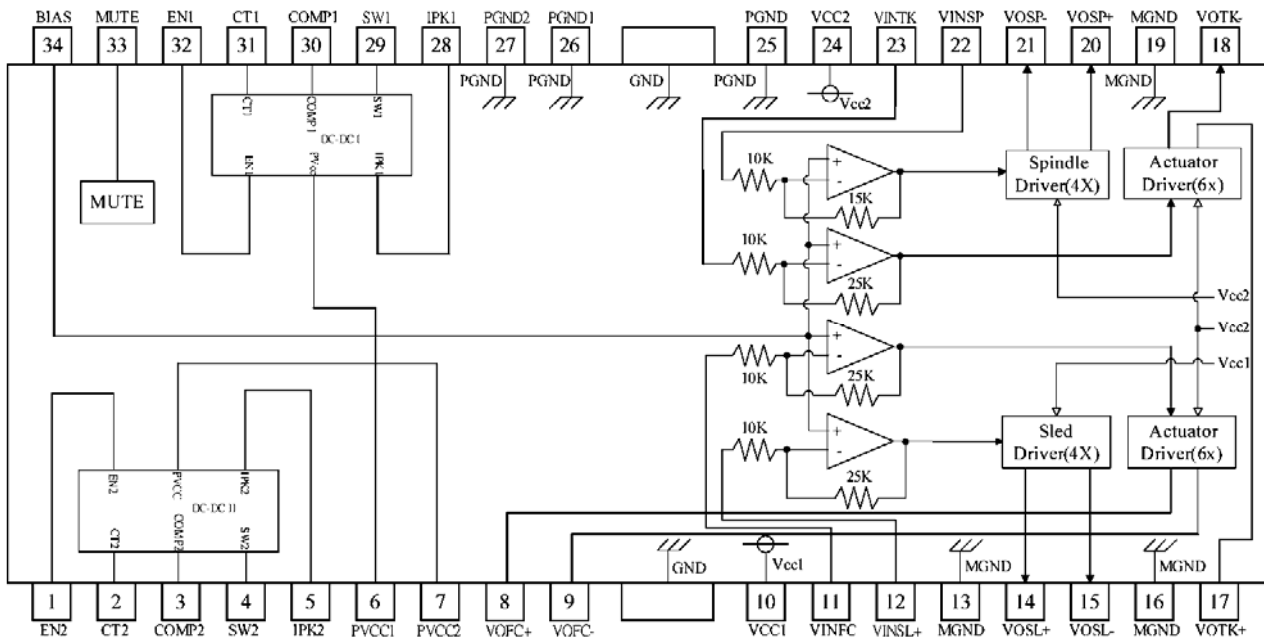 BIAS MUTE EN1 CT1 COMP1 SW1 IPK1 PGND2 PGND1 PGND VCC2 VINTK VINSP VOSP- VOSP+ MGND VOTK-
34 33 32 31 30 29 28 27 26 25 24 23 22 21 20 19 18
PGND PGND GND PGND Vcc2 MGND
CT1 COMP1 SW1
DC-DC I
EN1 PVcc IPK1
MUTE
10K + -
15K
Spindle
Driver(4X)
Actuator
Driver(6x)
10K + -
25K
Vcc2
Vcc2
Vcc1
10K + -
25K
10K + -
25K
Sled
Driver(4X)
Actuator
Driver(6x)
EN2 PVCC IPK2
DC-DC II
CT2 COMP2 SW2
GND Vcc1 MGND MGND
1 2 3 4 5 6 7 8 9 10 11 12 13 14 15 16 17
EN2 CT2 COMP2 SW2 IPK2 PVCC1 PVCC2 VOFC+ VOFC- VCC1 VINFC VINSL+ MGND VOSL+ VOSL- MGND VOTK+